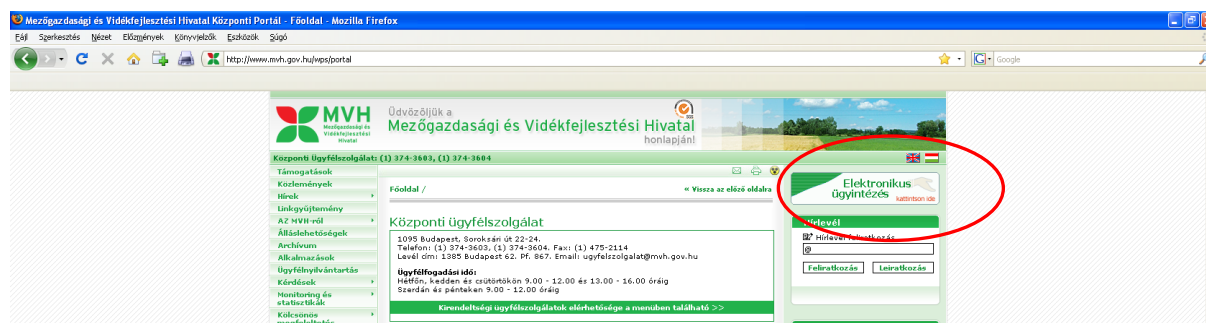 Mezőgazdasági és Vidékfejlesztési Hivatal Központi Portál - Főoldal - Mozilla Firefox
Fájl Szerkesztés Nézet Előzmények Könyvjelzők Eszközök Súgó
http://www.mvh.gov.hu/wps/portal
Google
MVH
Mezőgazdasági és
Vidékfejlesztési
Hivatal
Üdvözöljük a
Mezőgazdasági és Vidékfejlesztési Hivatal
honlapján!
Központi Ügyfélszolgálat: (1) 374-3603, (1) 374-3604
Támogatások
Közlemények
Hírek
Linkgyűjtemény
Az MVH-ról
Álláslehetőségek
Archívum
Alkalmazások
Ügyfélnyilvántartás
Kérdések
Monitoring és
statisztikák
Kölcsönös
megfeleltetés
Főoldal /
« Vissza az előző oldalra
Központi ügyfélszolgálat
1095 Budapest, Soroksári út 22-24.
Telefon: (1) 374-3603, (1) 374-3604. Fax: (1) 475-2114
Levél cím: 1385 Budapest 62. Pf. 867. Email: ugyfelszolgalat@mvh.gov.hu
Ügyfélfogadási idő:
Hétfőn, kedden és csütörtökön 9.00 - 12.00 és 13.00 - 16.00 óráig
Szerdán és pénteken 9.00 - 12.00 óráig
Kirendeltségi ügyfélszolgálatok elérhetősége a menüben található >>
Elektronikus
ügyintézés
kattintson ide
Hírlevél
Hírlevél feliratkozás
@
Feliratkozás Leiratkozás